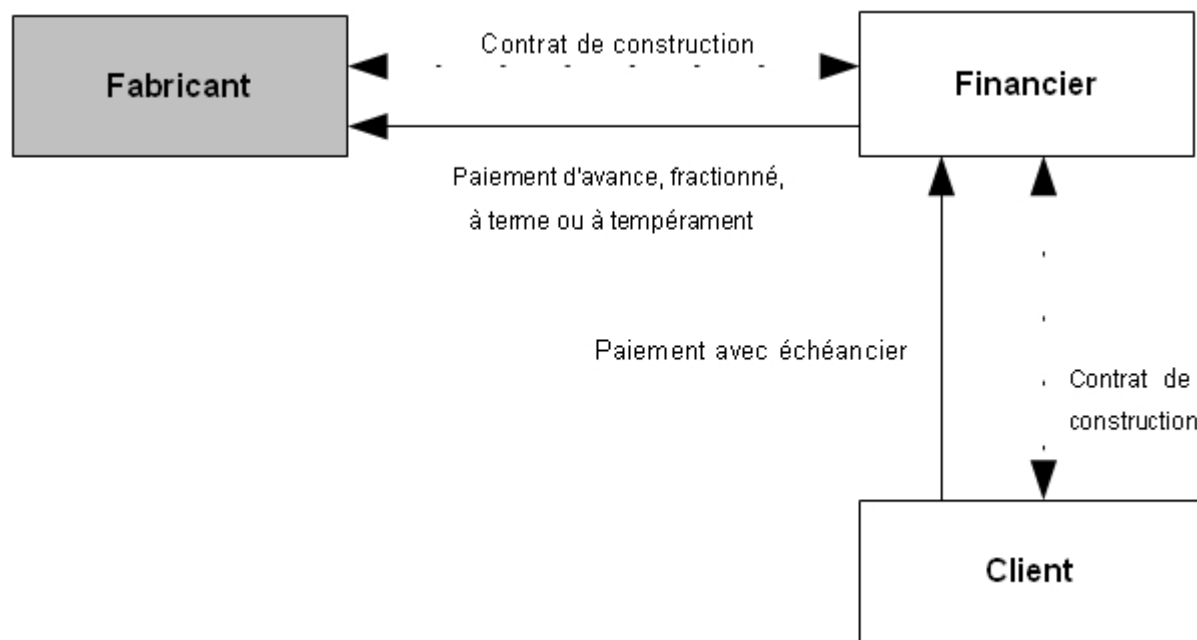 Contrat de construction
Fabricant
Financier
Paiement d'avance, fractionné,
à terme ou à tempérament
Paiement avec échéancier
Contrat de
construction
Client